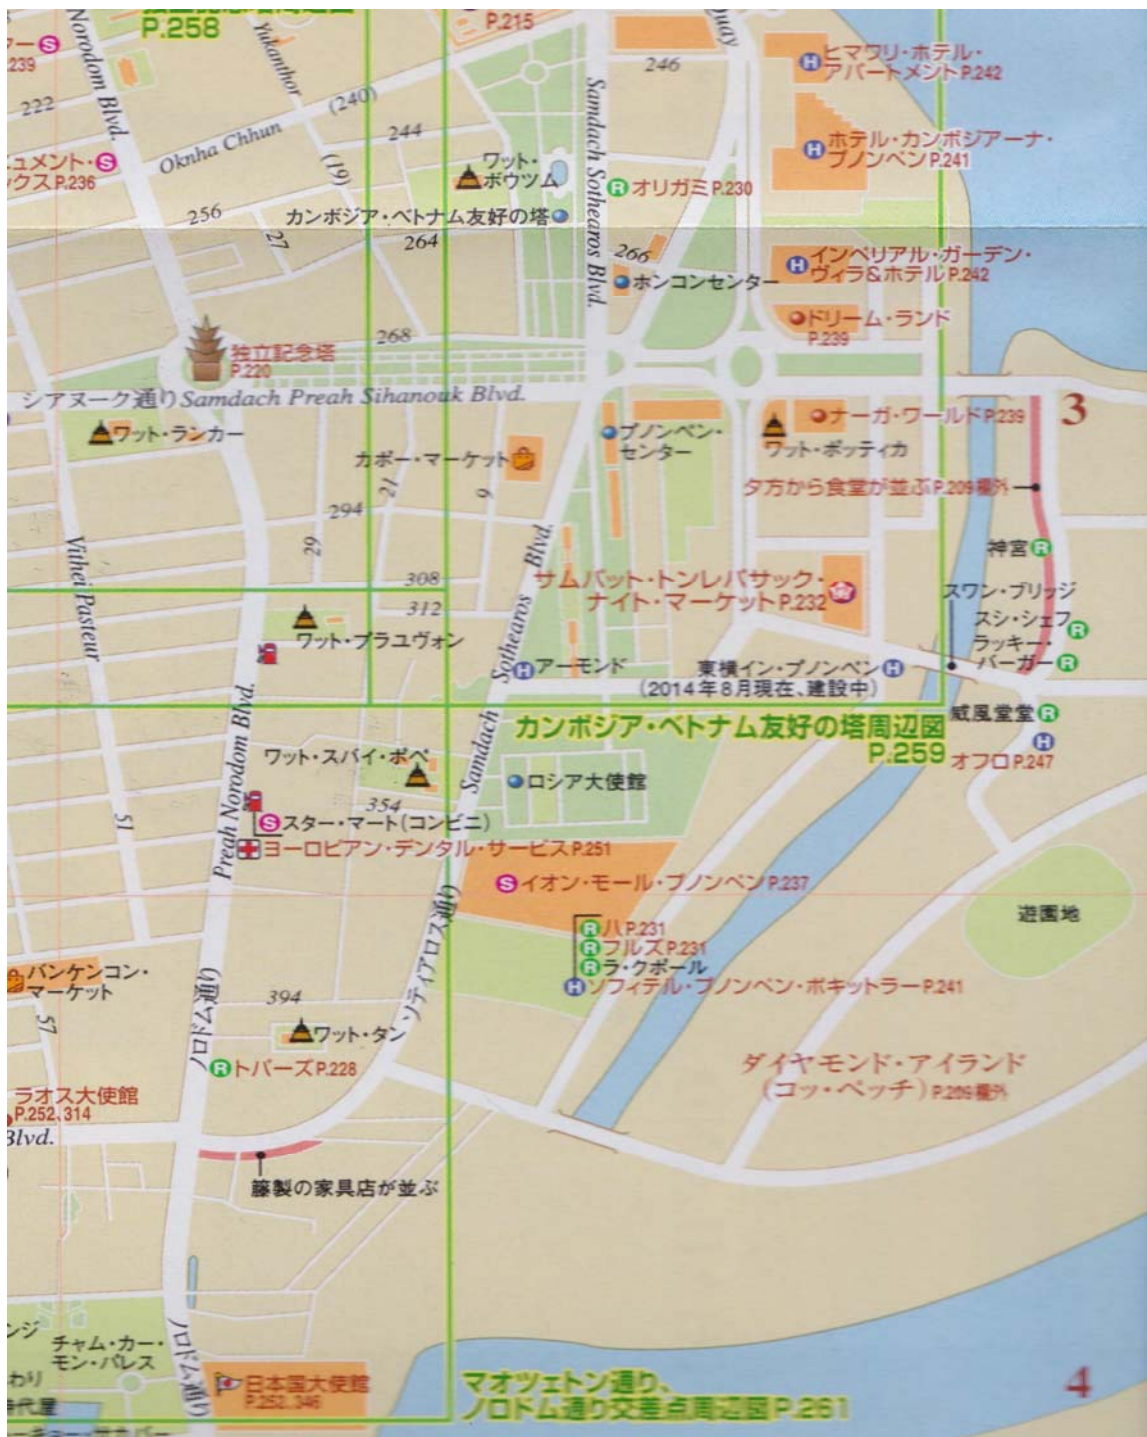 P.258
P.215
Quay
Norodom Blvd.
Yukanthor
P.239
246
ヒマワリ・ホテル・
アパートメント P.242
222
(240)
Oknha Chhun
244
(19)
Samdach Sothearos Blvd.
ホテル・カンボジアーナ・
プノンペン P.241
ュメント・
ックス P.236
ワット・
ボウツム
オリガミ P.230
256
27
カンボジア・ベトナム友好の塔
264
266
ホンコンセンター
インペリアル・ガーデン・
ヴィラ&ホテル P.242
ドリーム・ランド
P.239
独立記念塔
P.220
268
シアヌーク通り Samdach Preah Sihanouk Blvd.
3
ワット・ランカー
カポー・マーケット
プノンペン・
センター
ナーガ・ワールド P.239
ワット・ボッティカ
夕方から食堂が並ぶ P.209欄外
21
9
294
29
Vithei Pasteur
308
312
神宮
サムバット・トンレバサック・
ナイト・マーケット P.232
スワン・ブリッジ
スシ・シェフ
ラッキー・
バーガー
ワット・プラユヴォン
Samdach Sothearos Blvd.
アーモンド
東横イン・プノンペン
(2014年8月現在、建設中)
カンボジア・ベトナム友好の塔周辺図
P.259
威風堂堂
オフロ P.247
Preah Norodom Blvd.
ワット・スバイ・ポペ
ロシア大使館
354
51
スター・マート(コンビニ)
ヨーロピアン・デンタル・サービス P.251
イオン・モール・プノンペン P.237
遊園地
八 P.231
フルズ P.231
ラ・クポール
ソフィテル・プノンペン・ポキットラー P.241
ソティアロス通り
バンケンコン・
マーケット
57
ノロドム通り
394
ワット・タン
トパーズ P.228
ダイヤモンド・アイランド
(コッ・ペッチ) P.209欄外
ラオス大使館
P.252、314
Blvd.
籐製の家具店が並ぶ
チャム・カー・
モン・パレス
ンジ
わり
時代屋
ノロドム通り
日本国大使館
P.252、346
マオツェトン通り、
ノロドム通り交差点周辺図 P.261
4